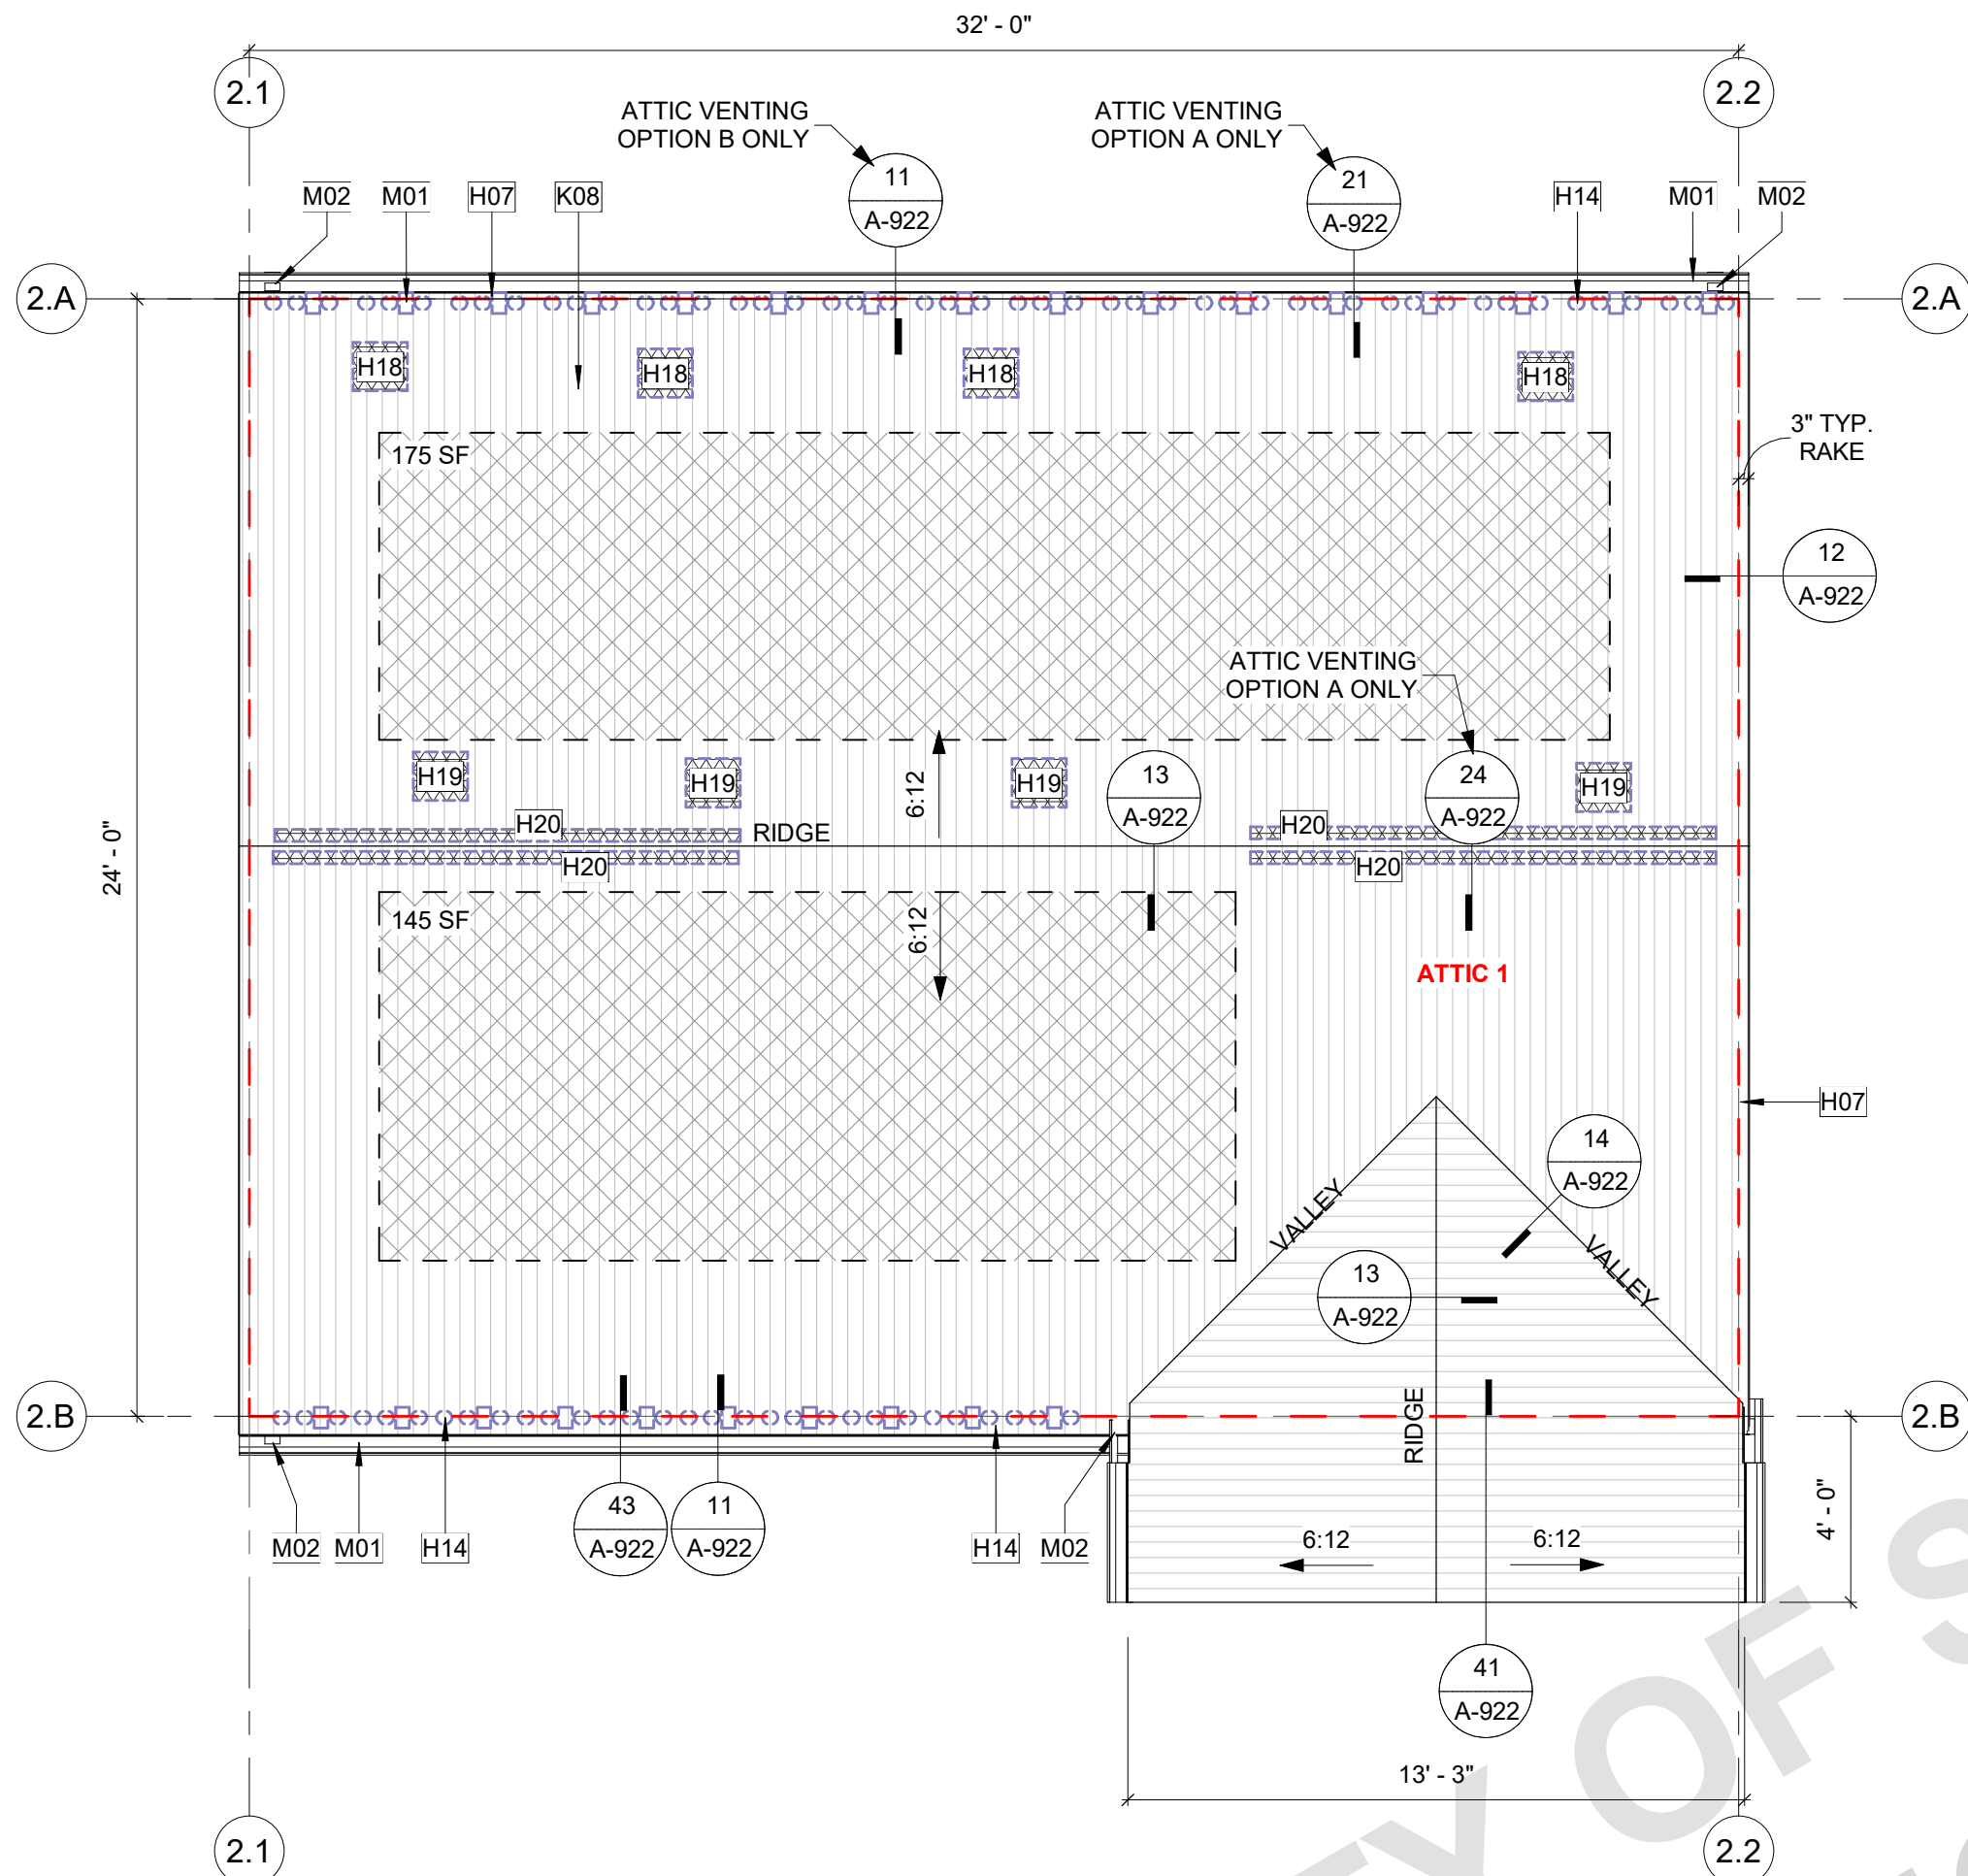 32' - 0"
2.1
2.2
ATTIC VENTING
OPTION B ONLY
ATTIC VENTING
OPTION A ONLY
11
A-922
21
A-922
M02
M01
H07
K08
H14
M01
M02
2.A
2.A
H18
H18
H18
H18
3" TYP.
RAKE
175 SF
12
A-922
ATTIC VENTING
OPTION A ONLY
6:12
H19
H19
H19
H19
13
A-922
24
A-922
H20
RIDGE
H20
H20
H20
24' - 0"
145 SF
6:12
ATTIC 1
H07
14
A-922
VALLEY
VALLEY
13
A-922
RIDGE
2.B
2.B
43
A-922
11
A-922
M02
M01
H14
H14
M02
6:12
6:12
4' - 0"
41
A-922
13' - 3"
2.1
2.2